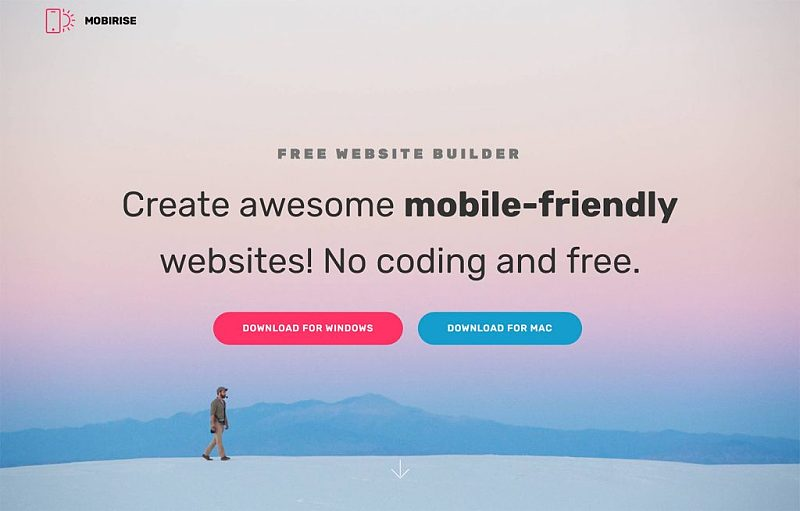 MOBIRISE
FREE WEBSITE BUILDER
Create awesome mobile-friendly
websites! No coding and free.
DOWNLOAD FOR WINDOWS
DOWNLOAD FOR MAC